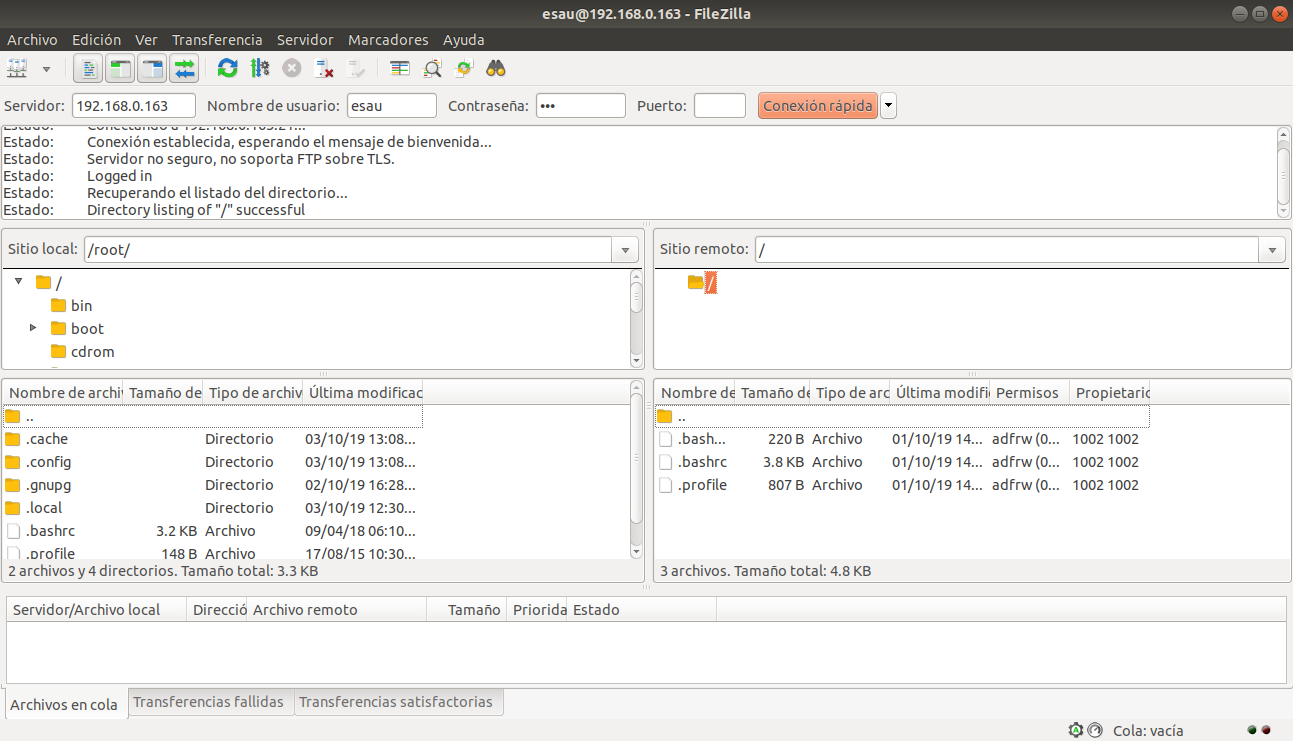 esau@192.168.0.163 - FileZilla
Archivo Edición Ver Transferencia Servidor Marcadores Ayuda
Servidor: 192.168.0.163 Nombre de usuario: esau Contraseña: ••• Puerto: Conexión rápida
Estado: Conectando a 192.168.0.163:21...
Estado: Conexión establecida, esperando el mensaje de bienvenida...
Estado: Servidor no seguro, no soporta FTP sobre TLS.
Estado: Logged in
Estado: Recuperando el listado del directorio...
Estado: Directory listing of "/" successful
Sitio local: /root/
/
bin
boot
cdrom
Sitio remoto: /
/
Nombre de archi Tamaño de Tipo de archiv Última modificac
..
.cache Directorio 03/10/19 13:08...
.config Directorio 03/10/19 13:08...
.gnupg Directorio 02/10/19 16:28...
.local Directorio 03/10/19 12:30...
.bashrc 3.2 KB Archivo 09/04/18 06:10...
.profile 148 B Archivo 17/08/15 10:30...
2 archivos y 4 directorios. Tamaño total: 3.3 KB
Nombre de Tamaño de Tipo de arc Última modifi Permisos Propietaric
..
.bash... 220 B Archivo 01/10/19 14... adfrw (0... 1002 1002
.bashrc 3.8 KB Archivo 01/10/19 14... adfrw (0... 1002 1002
.profile 807 B Archivo 01/10/19 14... adfrw (0... 1002 1002
3 archivos. Tamaño total: 4.8 KB
Servidor/Archivo local Direcció Archivo remoto Tamaño Priorida Estado
Archivos en cola Transferencias fallidas Transferencias satisfactorias
Cola: vacía